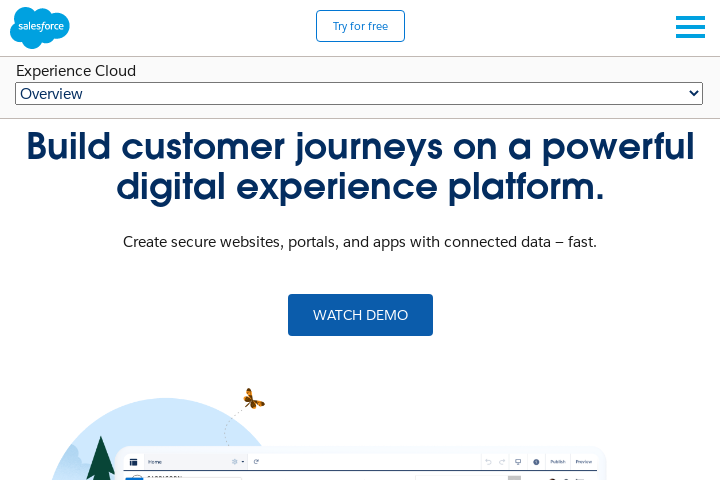 salesforce
Try for free
Experience Cloud
Overview
Build customer journeys on a powerful
digital experience platform.
Create secure websites, portals, and apps with connected data – fast.
WATCH DEMO
Home
Publish
Preview